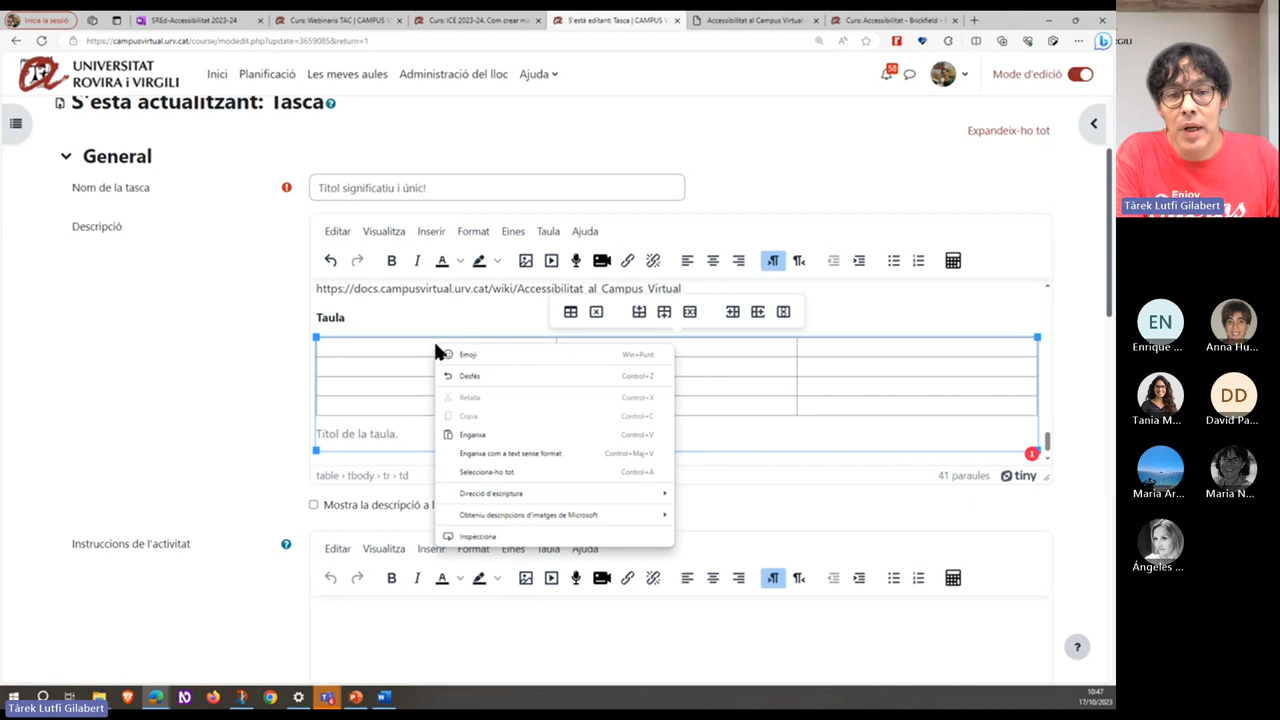 Inicia la sessió
SREd-Accessibilitat 2023-24
Curs: Webinaris TAC | CAMPUS V
Curs: ICE 2023-24. Com crear m
S'està editant: Tasca | CAMPUS V
Accessibilitat al Campus Virtual
Curs: Accessibilitat - Brickfield -
https://campusvirtual.urv.cat/course/modedit.php?update=3659085&return=1
UNIVERSITAT
ROVIRA i VIRGILI
Inici
Planificació
Les meves aules
Administració del lloc
Ajuda
58
Mode d'edició
S'està actualitzant: Tasca
Expandeix-ho tot
General
Nom de la tasca
Títol significatiu i únic!
Descripció
Editar Visualitza Inserir Format Eines Taula Ajuda
https://docs.campusvirtual.urv.cat/wiki/Accessibilitat_al_Campus_Virtual
Taula
Emoji Win+Punt
Desfés Control+Z
Retalla Control+X
Copia Control+C
Enganxa Control+V
Enganxa com a text sense format Control+Maj+V
Selecciona-ho tot Control+A
Direcció d'escriptura
Obteniu descripcions d'imatges de Microsoft
Inspecciona
Títol de la taula.
1
table › tbody › tr › td
41 paraules
tiny
Mostra la descripció a l
Instruccions de l'activitat
Editar Visualitza Inserir Format Eines Taula Ajuda
10:47
17/10/2023
Tàrek Lutfi Gilabert
VIRGILI
Enjoy
Tàrek Lutfi Gilabert
EN
Enrique ...
Anna Hu...
Tania M...
DD
David Pa...
Maria Ar...
Maria N...
Ángeles ...